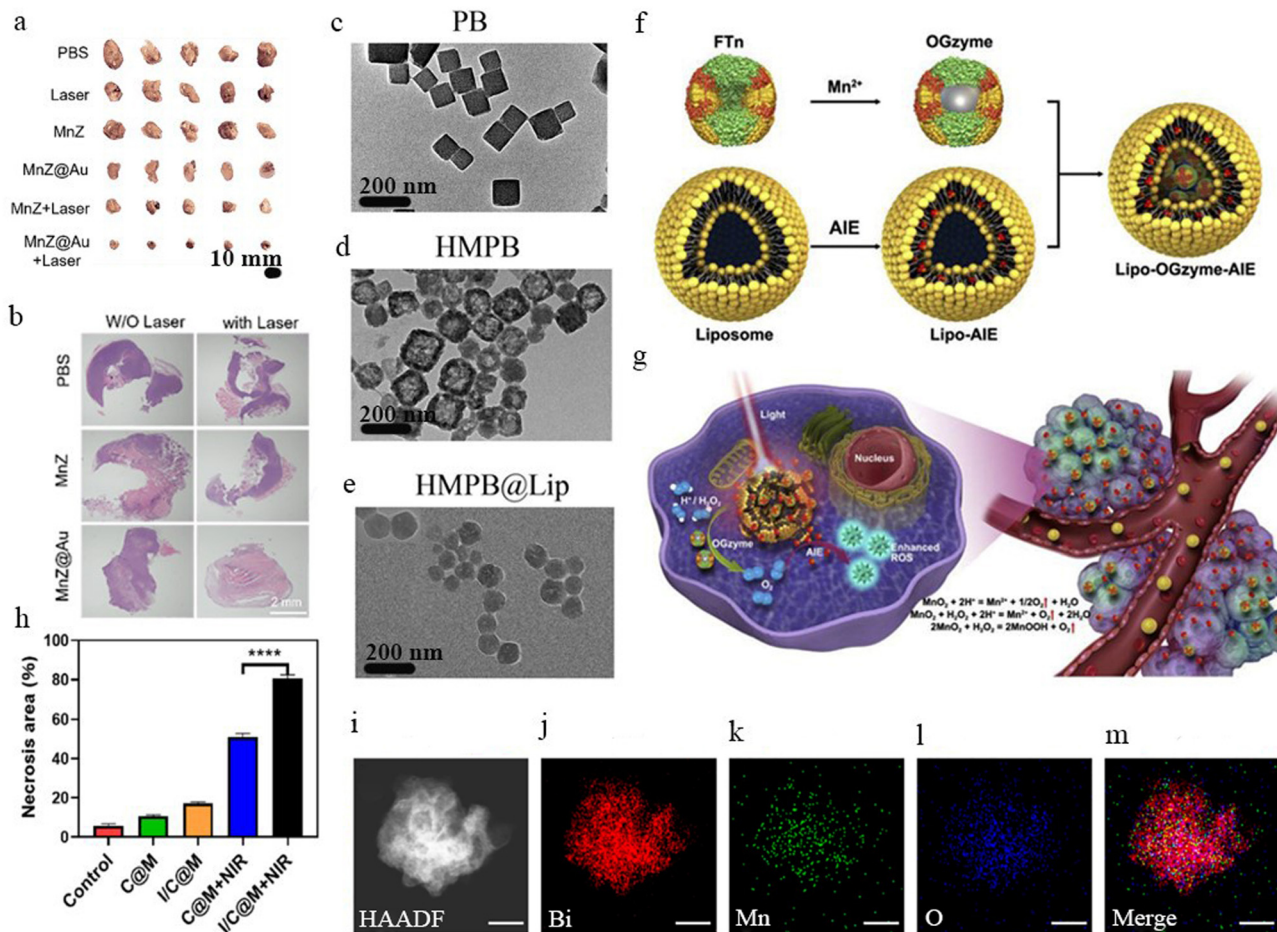 a
PBS
Laser
MnZ
MnZ@Au
MnZ+Laser
MnZ@Au
+Laser
10 mm
b
W/O Laser
with Laser
PBS
MnZ
MnZ@Au
2 mm
c
PB
200 nm
d
HMPB
200 nm
e
HMPB@Lip
200 nm
f
FTn
Mn²⁺
OGzyme
Liposome
AIE
Lipo-AIE
Lipo-OGzyme-AIE
g
Light
Nucleus
H⁺ / H₂O₂
OGzyme
O₂
AIE
Enhanced
ROS
MnO₂ + 2H⁺ = Mn²⁺ + 1/2O₂↑ + H₂O
MnO₂ + H₂O₂ + 2H⁺ = Mn²⁺ + O₂↑ + 2H₂O
2MnO₂ + H₂O₂ = 2MnOOH + O₂↑
h
Necrosis area (%)
100
80
60
40
20
0
****
Control
C@M
I/C@M
C@M+NIR
I/C@M+NIR
i
HAADF
j
Bi
k
Mn
l
O
m
Merge